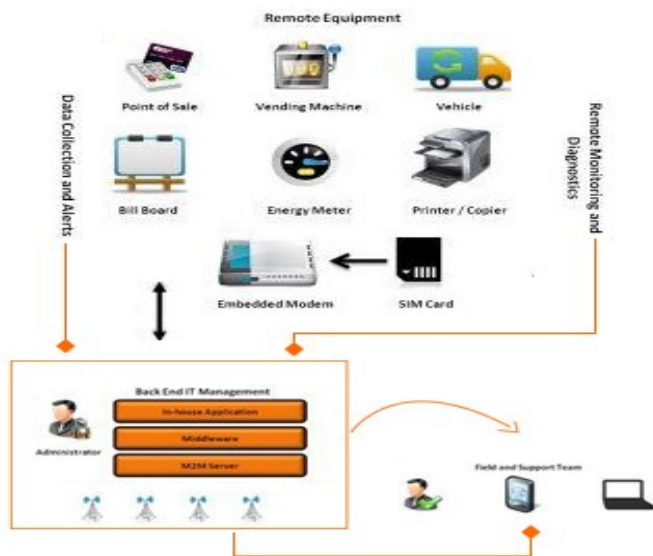 Remote Equipment
Point of Sale
Vending Machine
Vehicle
Data Collection and Alerts
Remote Monitoring and
Diagnostics
Bill Board
Energy Meter
Printer / Copier
Embedded Modem
SIM Card
Back End IT Management
In-house Application
Administrator
Middleware
M2M Server
Field and Support Team